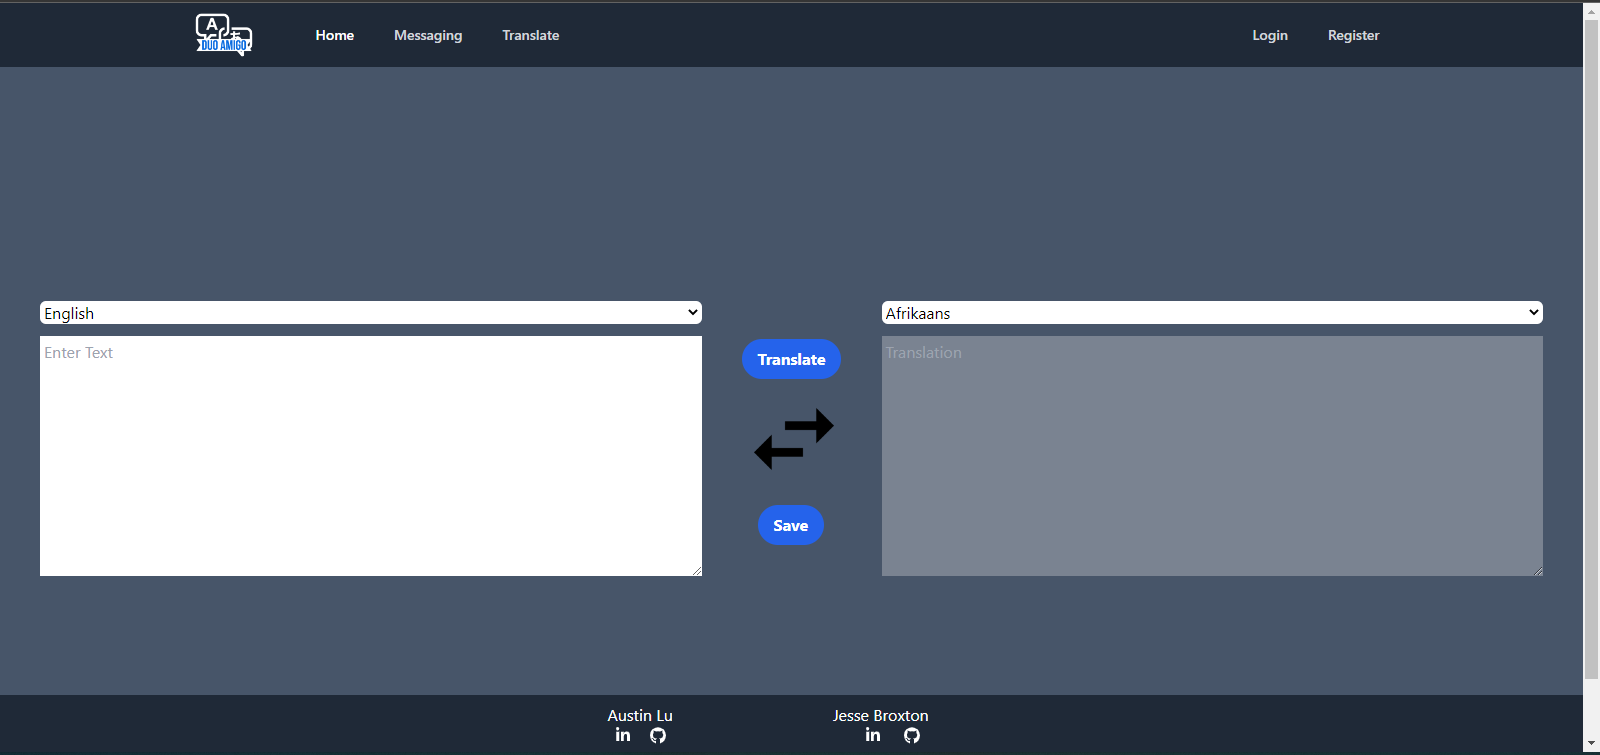 A
DUO AMIGO
Home Messaging Translate Login Register
English Afrikaans
Enter Text Translation
Translate
Save
Austin Lu Jesse Broxton
in in